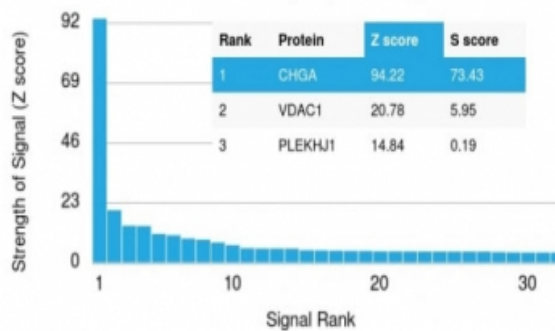 Strength of Signal (Z score)
92
69
46
23
0
Rank Protein Z score S score
1 CHGA 94.22 73.43
2 VDAC1 20.78 5.95
3 PLEKHJ1 14.84 0.19
1 10 20 30
Signal Rank